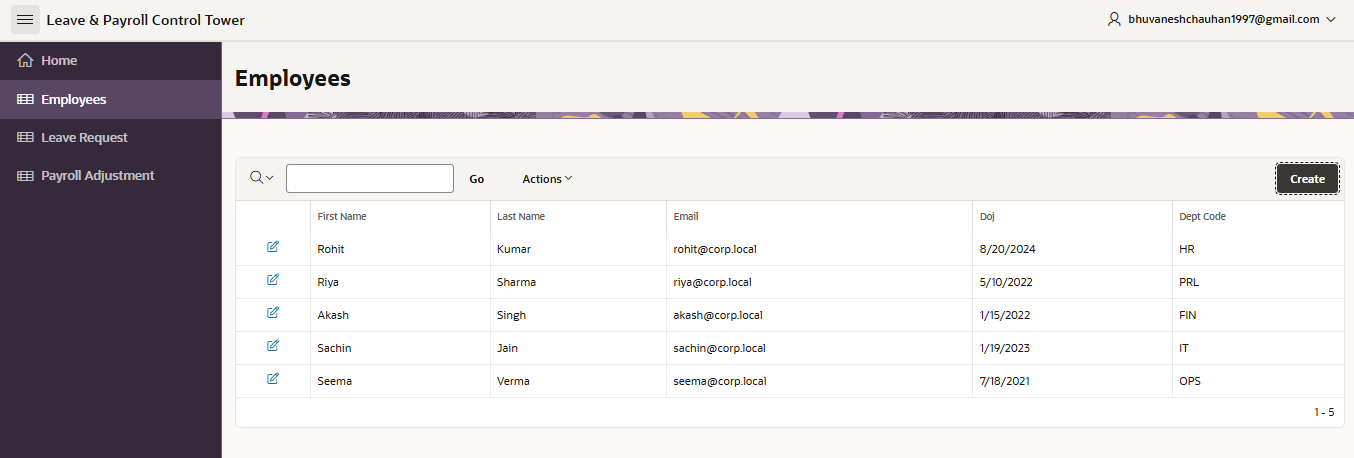 Leave & Payroll Control Tower
bhuvaneshchauhan1997@gmail.com
Home
Employees
Leave Request
Payroll Adjustment
Employees
Go Actions Create
First Name Last Name Email Doj Dept Code
Rohit Kumar rohit@corp.local 8/20/2024 HR
Riya Sharma riya@corp.local 5/10/2022 PRL
Akash Singh akash@corp.local 1/15/2022 FIN
Sachin Jain sachin@corp.local 1/19/2023 IT
Seema Verma seema@corp.local 7/18/2021 OPS
1 - 5